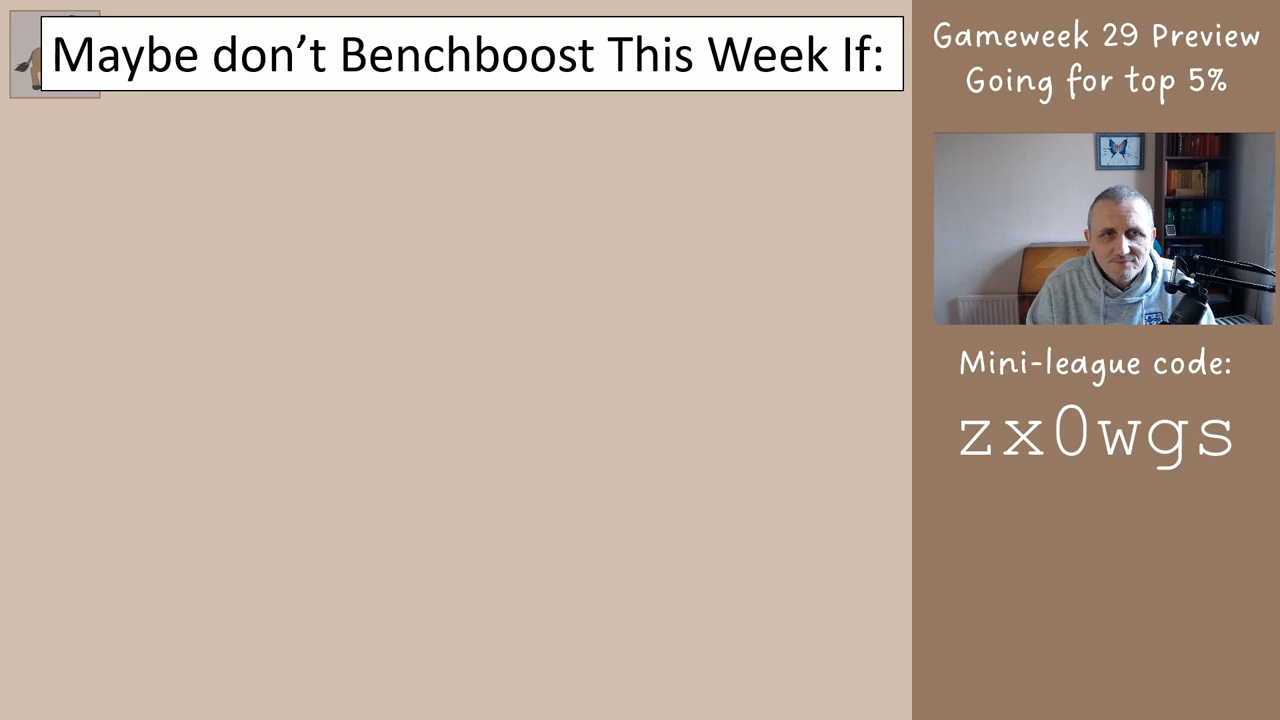 Maybe don’t Benchboost This Week If:
Gameweek 29 Preview
Going for top 5%
Mini-league code:
zx0wgs